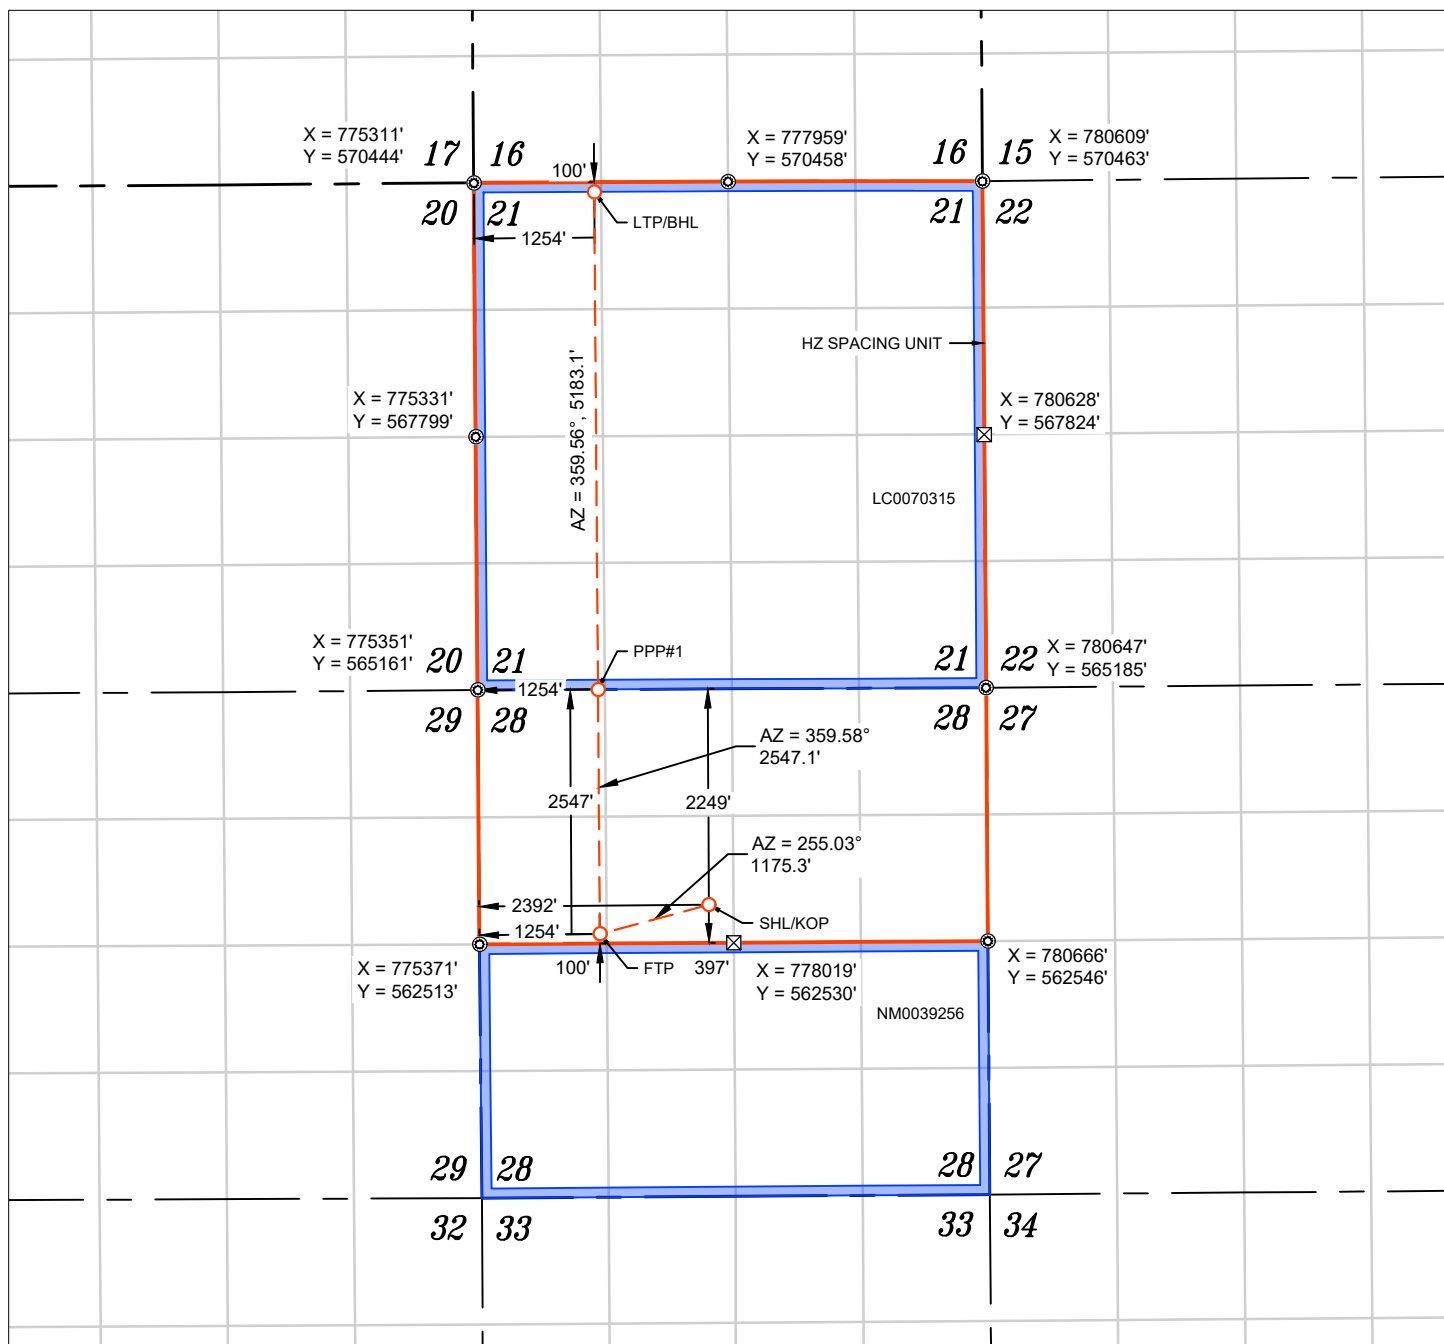 X = 775311'
Y = 570444'
X = 777959'
Y = 570458'
X = 780609'
Y = 570463'
17 16
16 15
100'
20 21
21 22
LTP/BHL
1254'
HZ SPACING UNIT
AZ = 359.56°, 5183.1'
X = 775331'
Y = 567799'
X = 780628'
Y = 567824'
LC0070315
X = 775351'
Y = 565161'
20 21
PPP#1
21 22
X = 780647'
Y = 565185'
1254'
29 28
28 27
AZ = 359.58°
2547.1'
2547'
2249'
AZ = 255.03°
1175.3'
2392'
SHL/KOP
1254'
X = 775371'
Y = 562513'
100'
FTP
397'
X = 778019'
Y = 562530'
X = 780666'
Y = 562546'
NM0039256
29 28
28 27
32 33
33 34